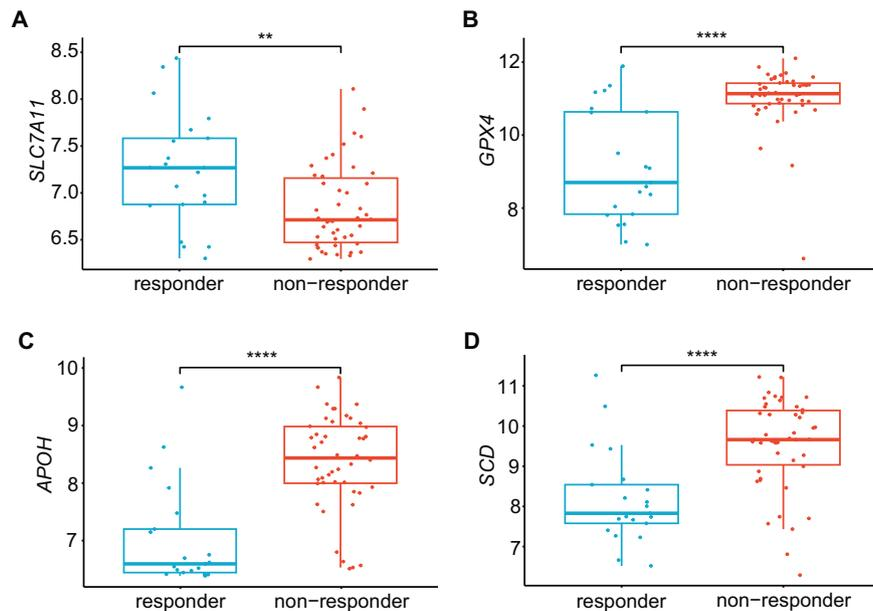 A
**
8.5
8.0
7.5
7.0
6.5
SLC7A11
responder
non−responder
B
****
12
10
8
GPX4
responder
non−responder
C
****
10
9
8
7
APOH
responder
non−responder
D
****
11
10
9
8
7
SCD
responder
non−responder